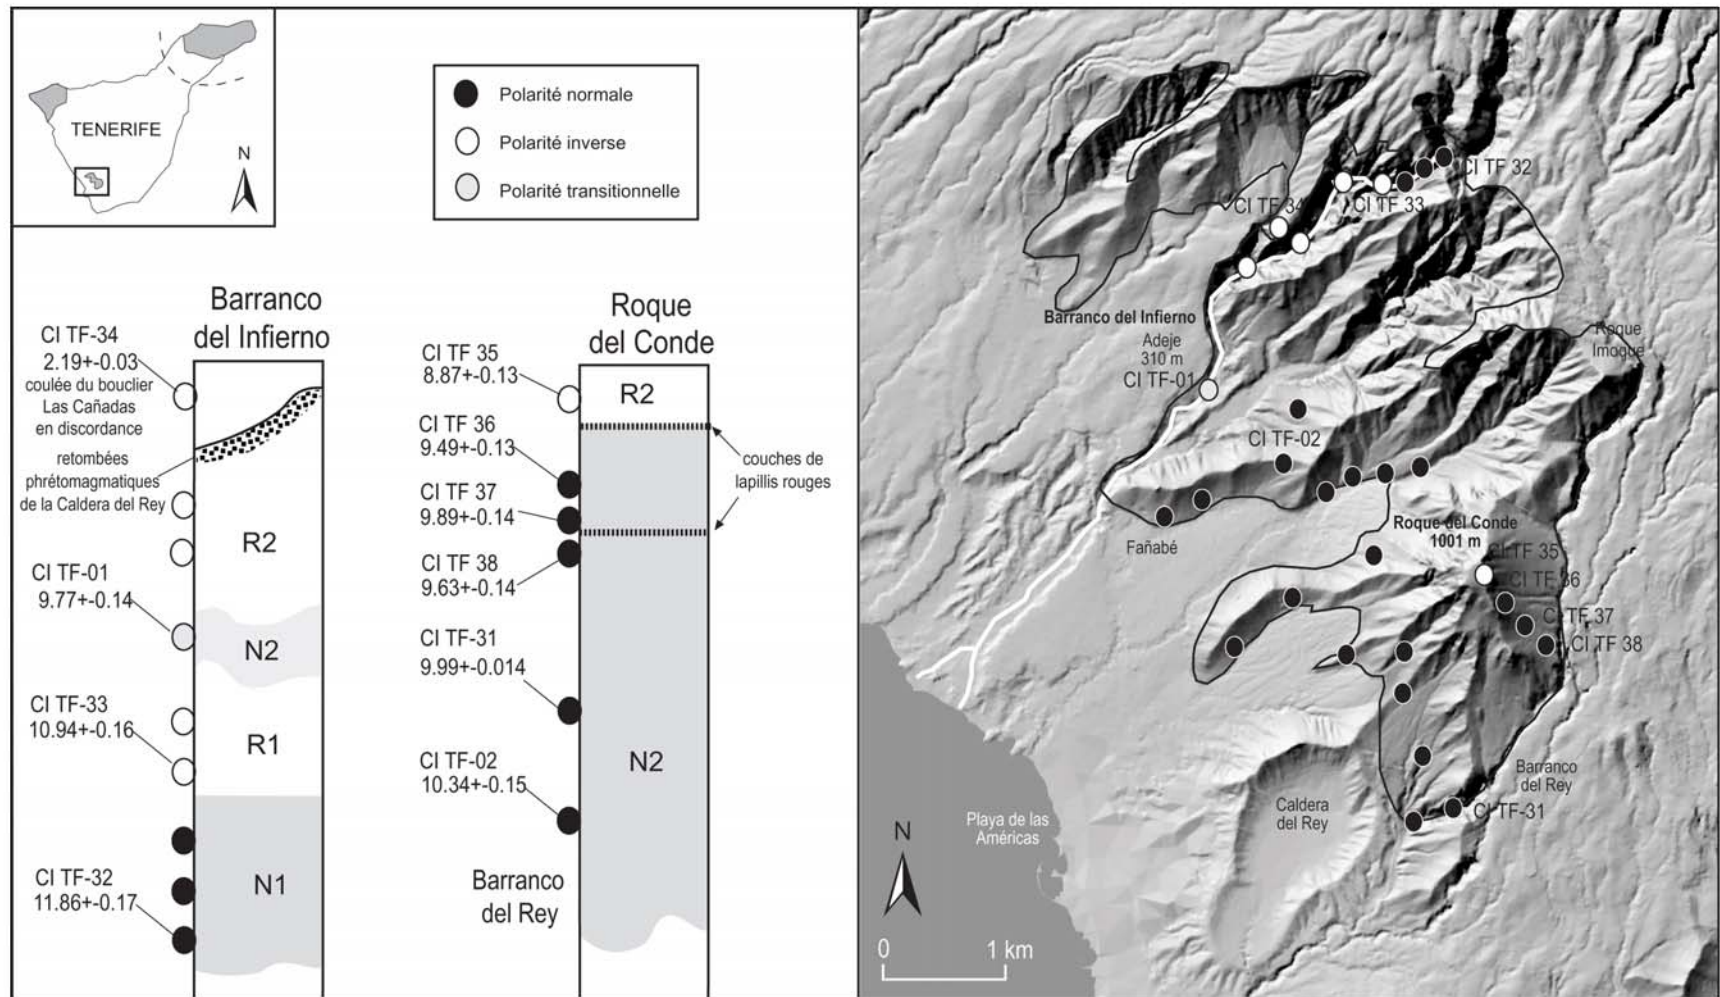 TENERIFE
N
Polarité normale
Polarité inverse
Polarité transitionnelle
Barranco
del Infierno
CI TF-34
2.19+-0.03
coulée du bouclier
Las Cañadas
en discordance
retombées
phrétomagmatiques
de la Caldera del Rey
R2
CI TF-01
9.77+-0.14
N2
CI TF-33
10.94+-0.16
R1
CI TF-32
11.86+-0.17
N1
Roque
del Conde
CI TF 35
8.87+-0.13
R2
CI TF 36
9.49+-0.13
couches de
lapillis rouges
CI TF 37
9.89+-0.14
CI TF 38
9.63+-0.14
CI TF-31
9.99+-0.014
N2
CI TF-02
10.34+-0.15
Barranco
del Rey
CI TF 32
CI TF 33
CI TF 34
Barranco del Infierno
Adeje
310 m
CI TF-01
Roque
Imoque
CI TF-02
Fañabé
Roque del Conde
1001 m
CI TF 35
CI TF 36
CI TF 37
CI TF 38
Barranco
del Rey
CI TF-31
Caldera
del Rey
Playa de las
Américas
N
0 1 km